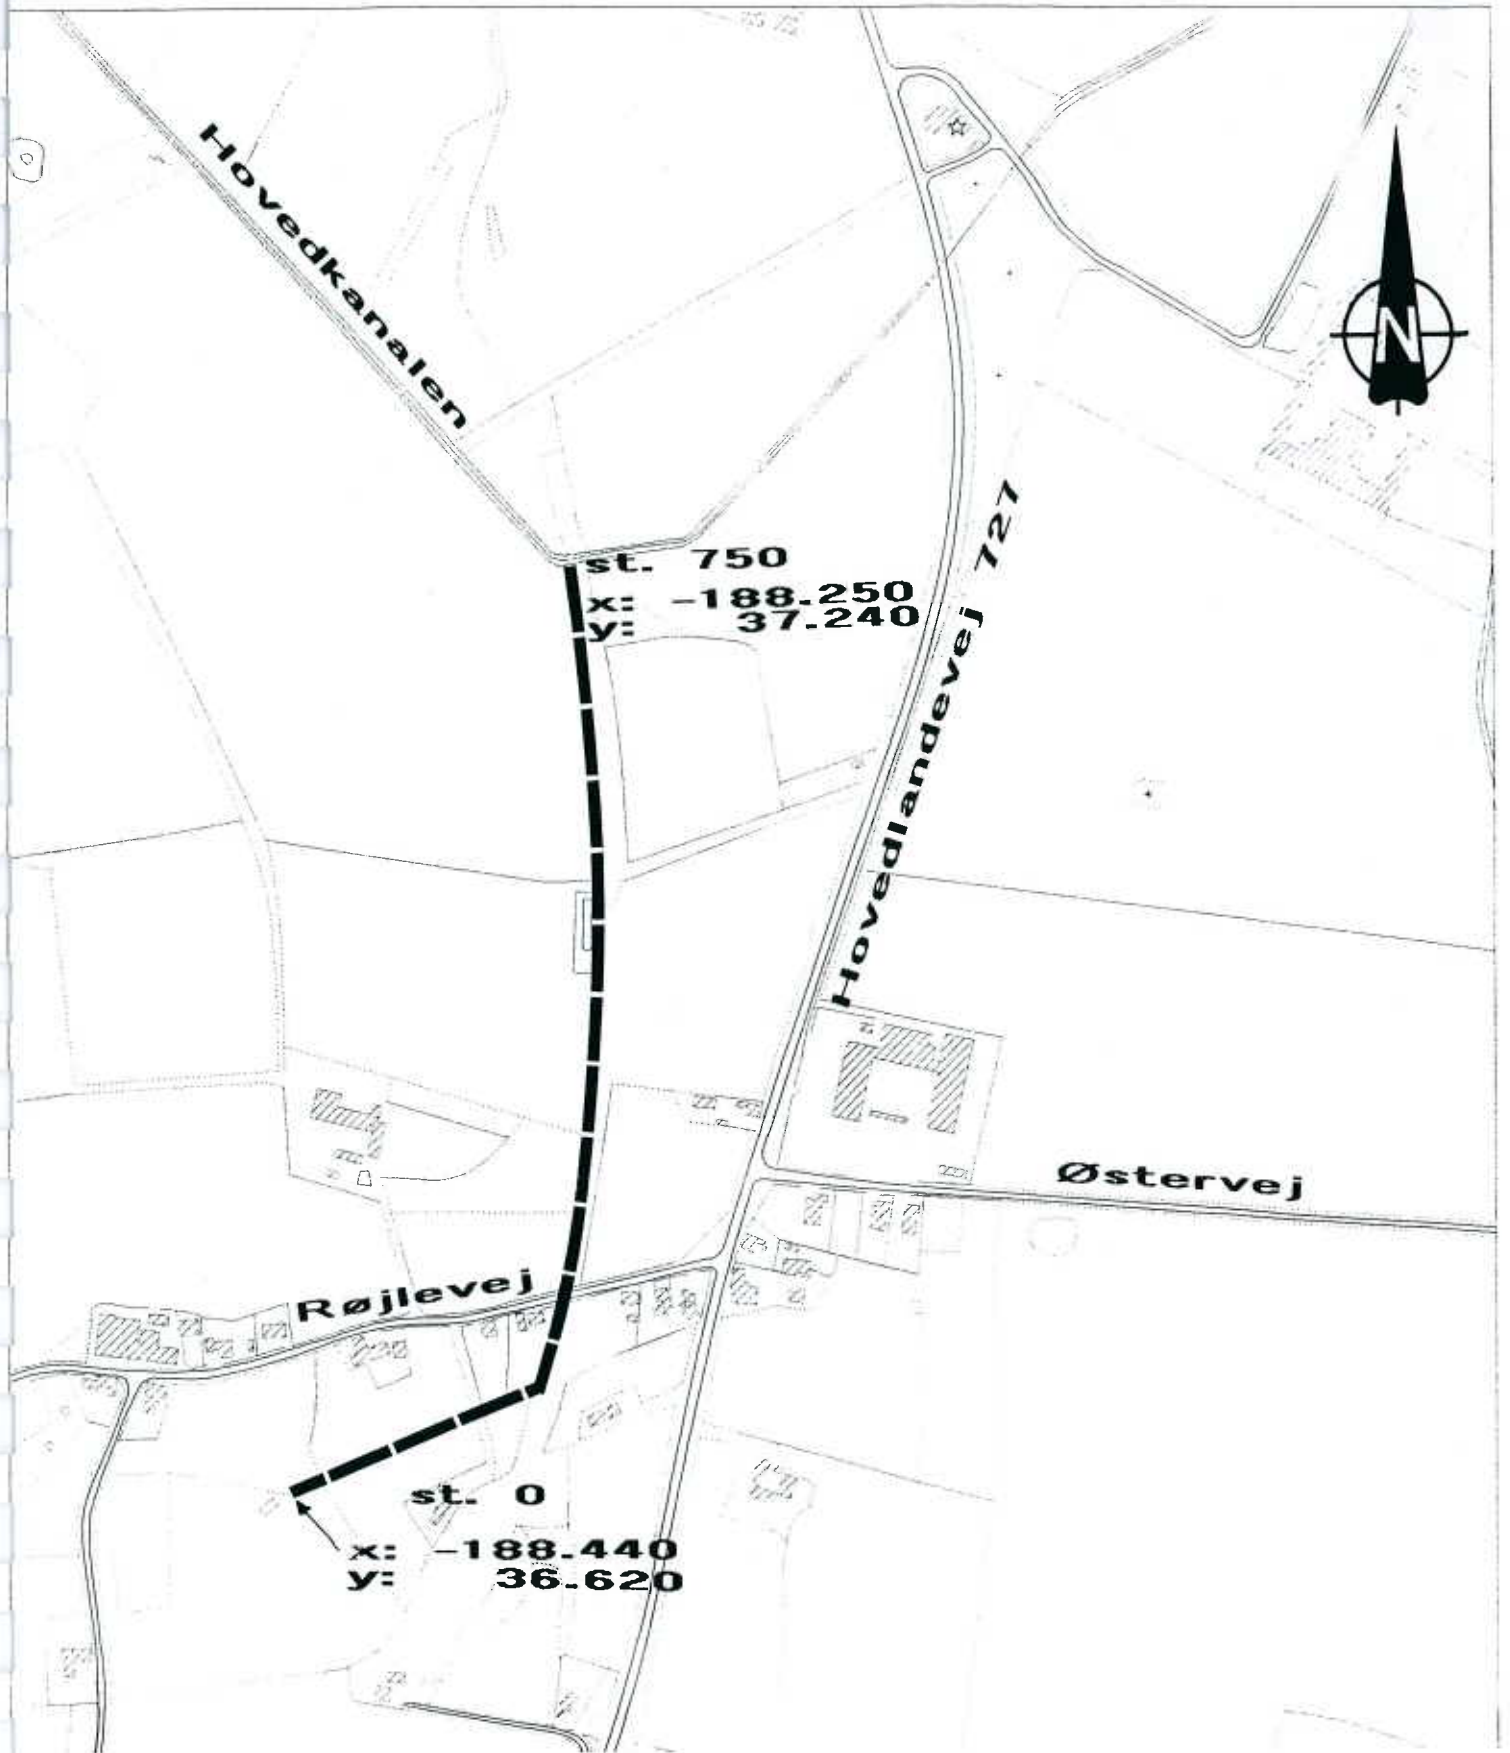 Hovedkanalen
N
st. 750
x: -188.250
y: 37.240
Hovedlandevej 727
Østervej
Røjlevej
st. 0
x: -188.440
y: 36.620